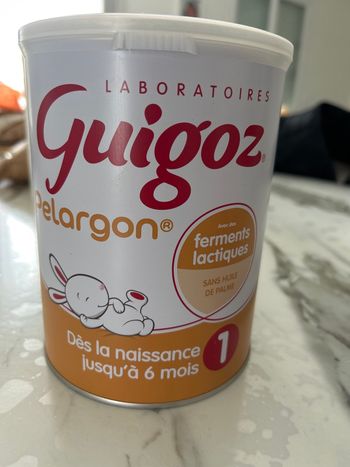 LABORATOIRES
Guigoz®
Pelargon®
Avec des
ferments
lactiques
SANS HUILE
DE PALME
Dès la naissance
jusqu'à 6 mois
1